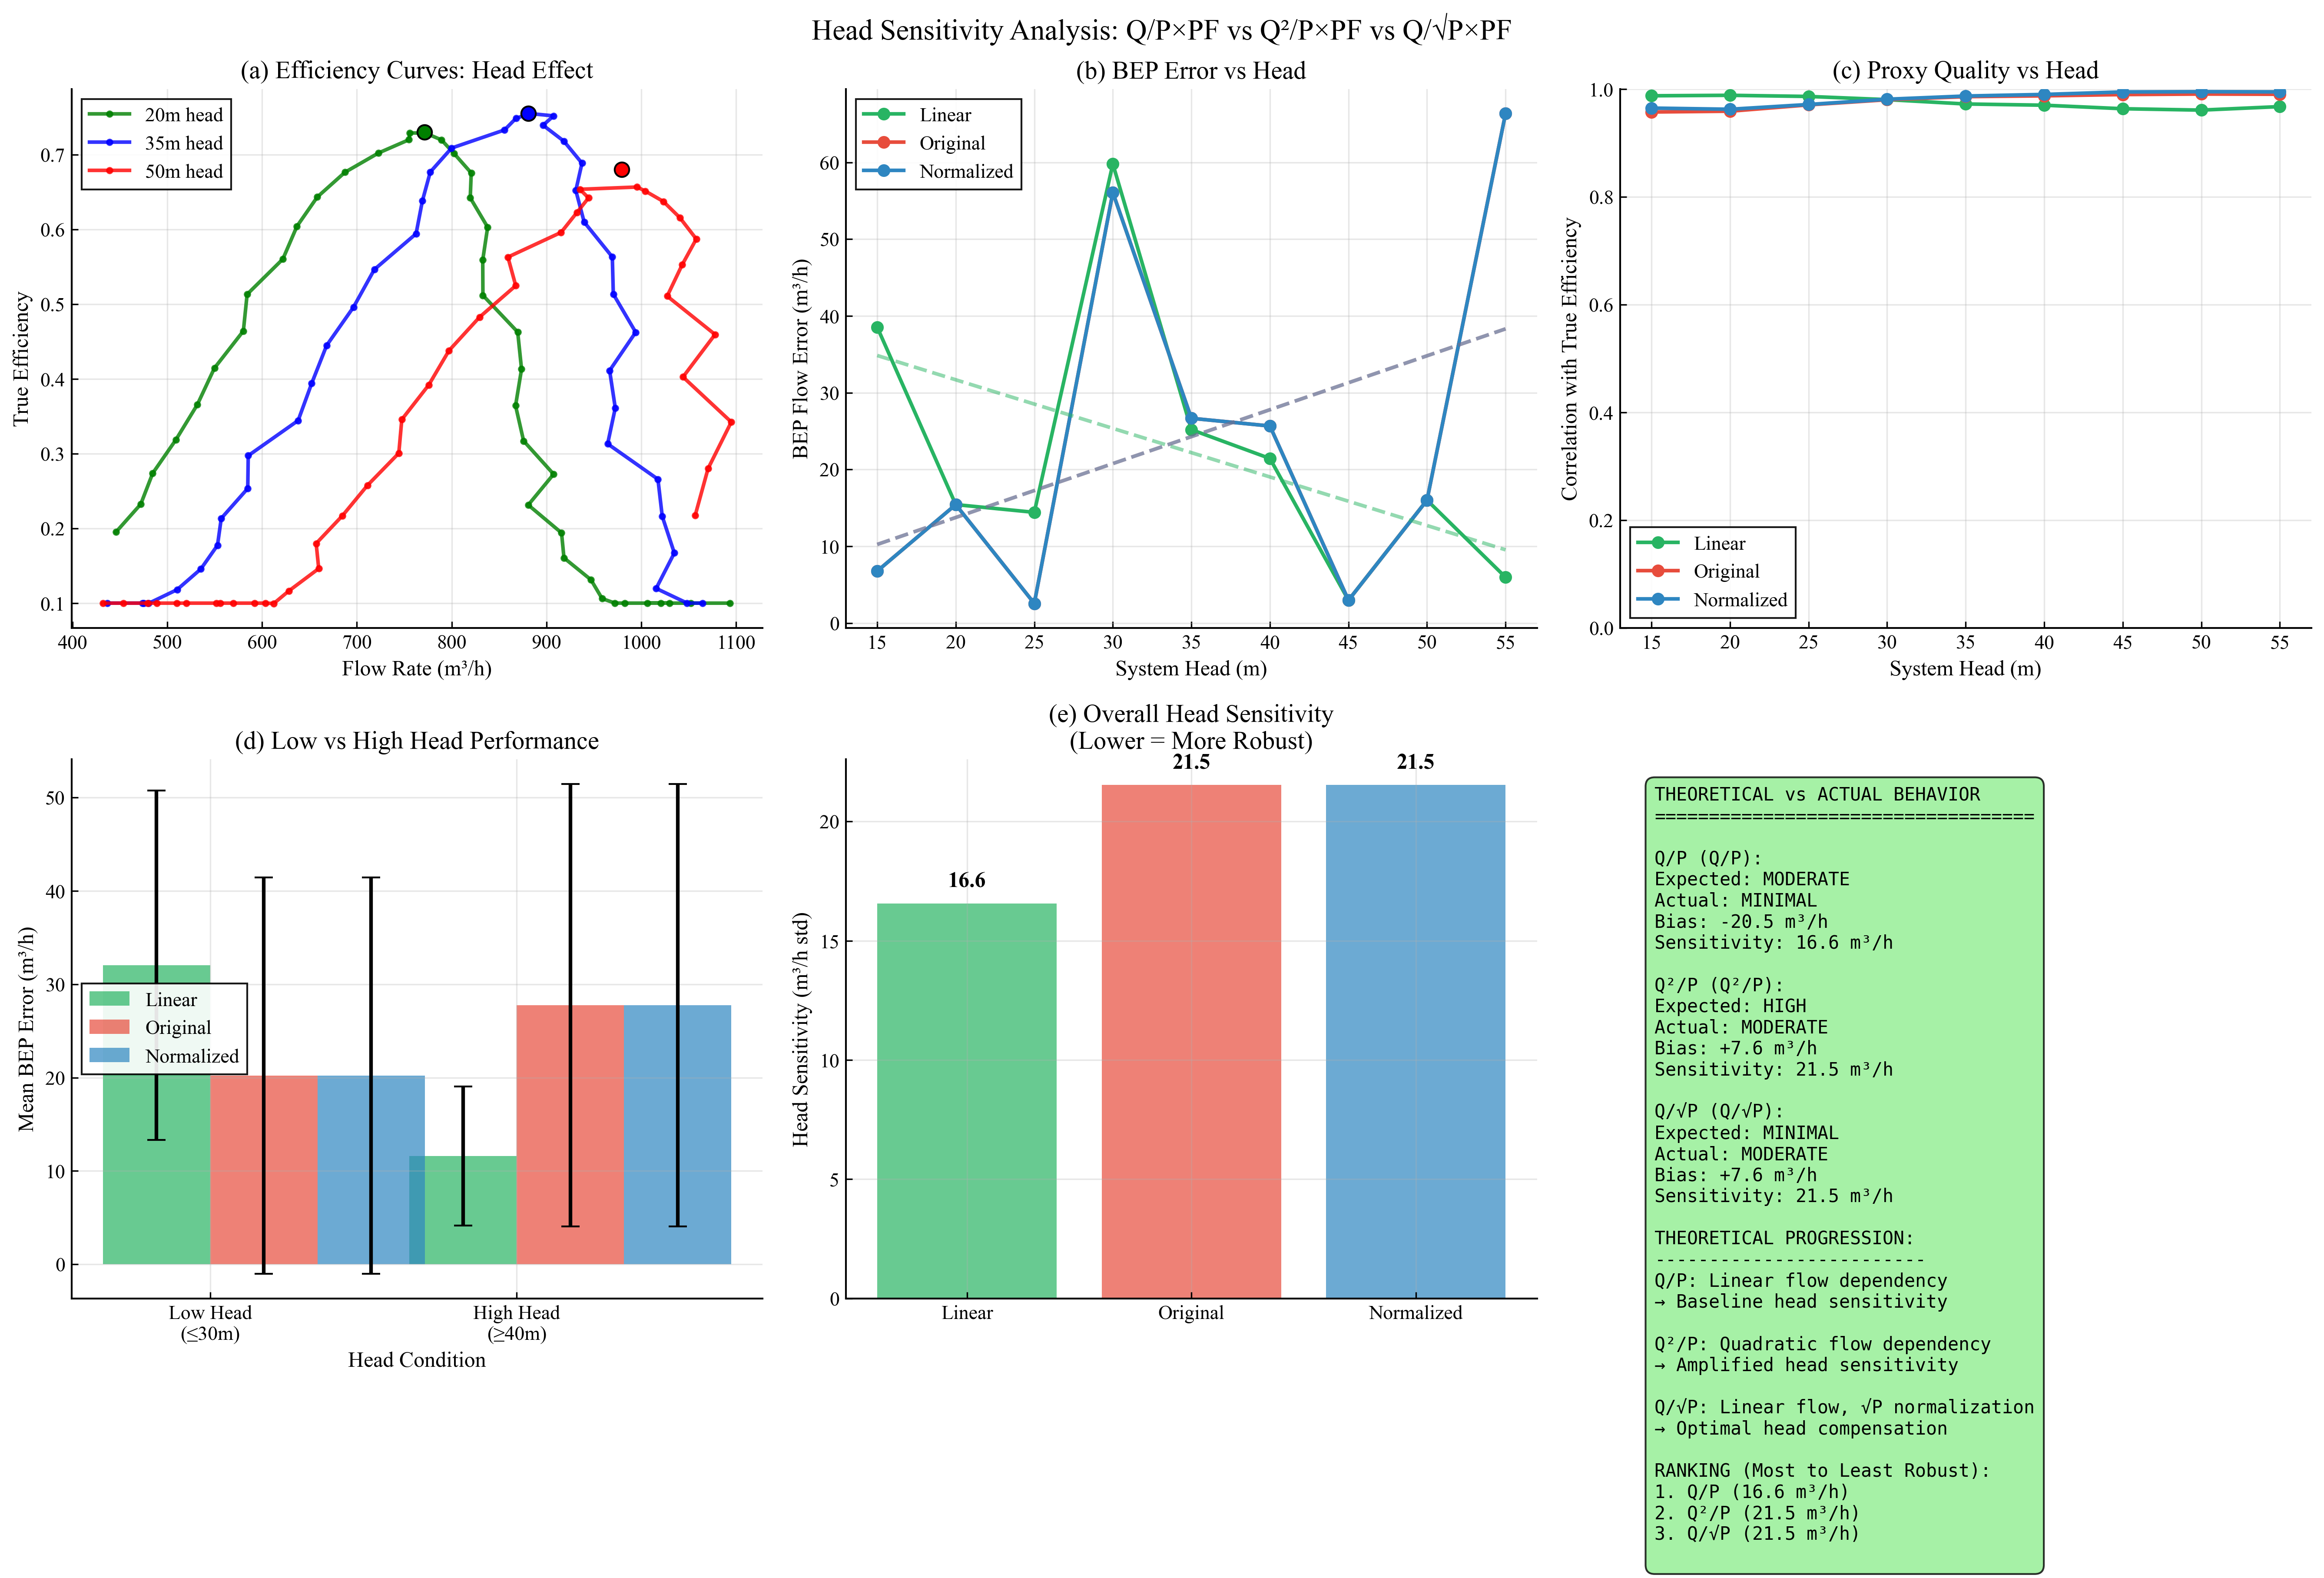 Head Sensitivity Analysis: Q/P×PF vs Q²/P×PF vs Q/√P×PF
(a) Efficiency Curves: Head Effect
20m head
35m head
50m head
True Efficiency
0.7
0.6
0.5
0.4
0.3
0.2
0.1
400 500 600 700 800 900 1000 1100
Flow Rate (m³/h)
(b) BEP Error vs Head
Linear
Original
Normalized
BEP Flow Error (m³/h)
60
50
40
30
20
10
0
15 20 25 30 35 40 45 50 55
System Head (m)
(c) Proxy Quality vs Head
Correlation with True Efficiency
1.0
0.8
0.6
0.4
0.2
0.0
Linear
Original
Normalized
15 20 25 30 35 40 45 50 55
System Head (m)
(d) Low vs High Head Performance
Mean BEP Error (m³/h)
50
40
30
20
10
0
Linear
Original
Normalized
Low Head
(≤30m)
High Head
(≥40m)
Head Condition
(e) Overall Head Sensitivity
(Lower = More Robust)
Head Sensitivity (m³/h std)
20
15
10
5
0
16.6
21.5
21.5
Linear
Original
Normalized
THEORETICAL vs ACTUAL BEHAVIOR
===================================
Q/P (Q/P):
Expected: MODERATE
Actual: MINIMAL
Bias: -20.5 m³/h
Sensitivity: 16.6 m³/h
Q²/P (Q²/P):
Expected: HIGH
Actual: MODERATE
Bias: +7.6 m³/h
Sensitivity: 21.5 m³/h
Q/√P (Q/√P):
Expected: MINIMAL
Actual: MODERATE
Bias: +7.6 m³/h
Sensitivity: 21.5 m³/h
THEORETICAL PROGRESSION:
-------------------------
Q/P: Linear flow dependency
→ Baseline head sensitivity
Q²/P: Quadratic flow dependency
→ Amplified head sensitivity
Q/√P: Linear flow, √P normalization
→ Optimal head compensation
RANKING (Most to Least Robust):
1. Q/P (16.6 m³/h)
2. Q²/P (21.5 m³/h)
3. Q/√P (21.5 m³/h)